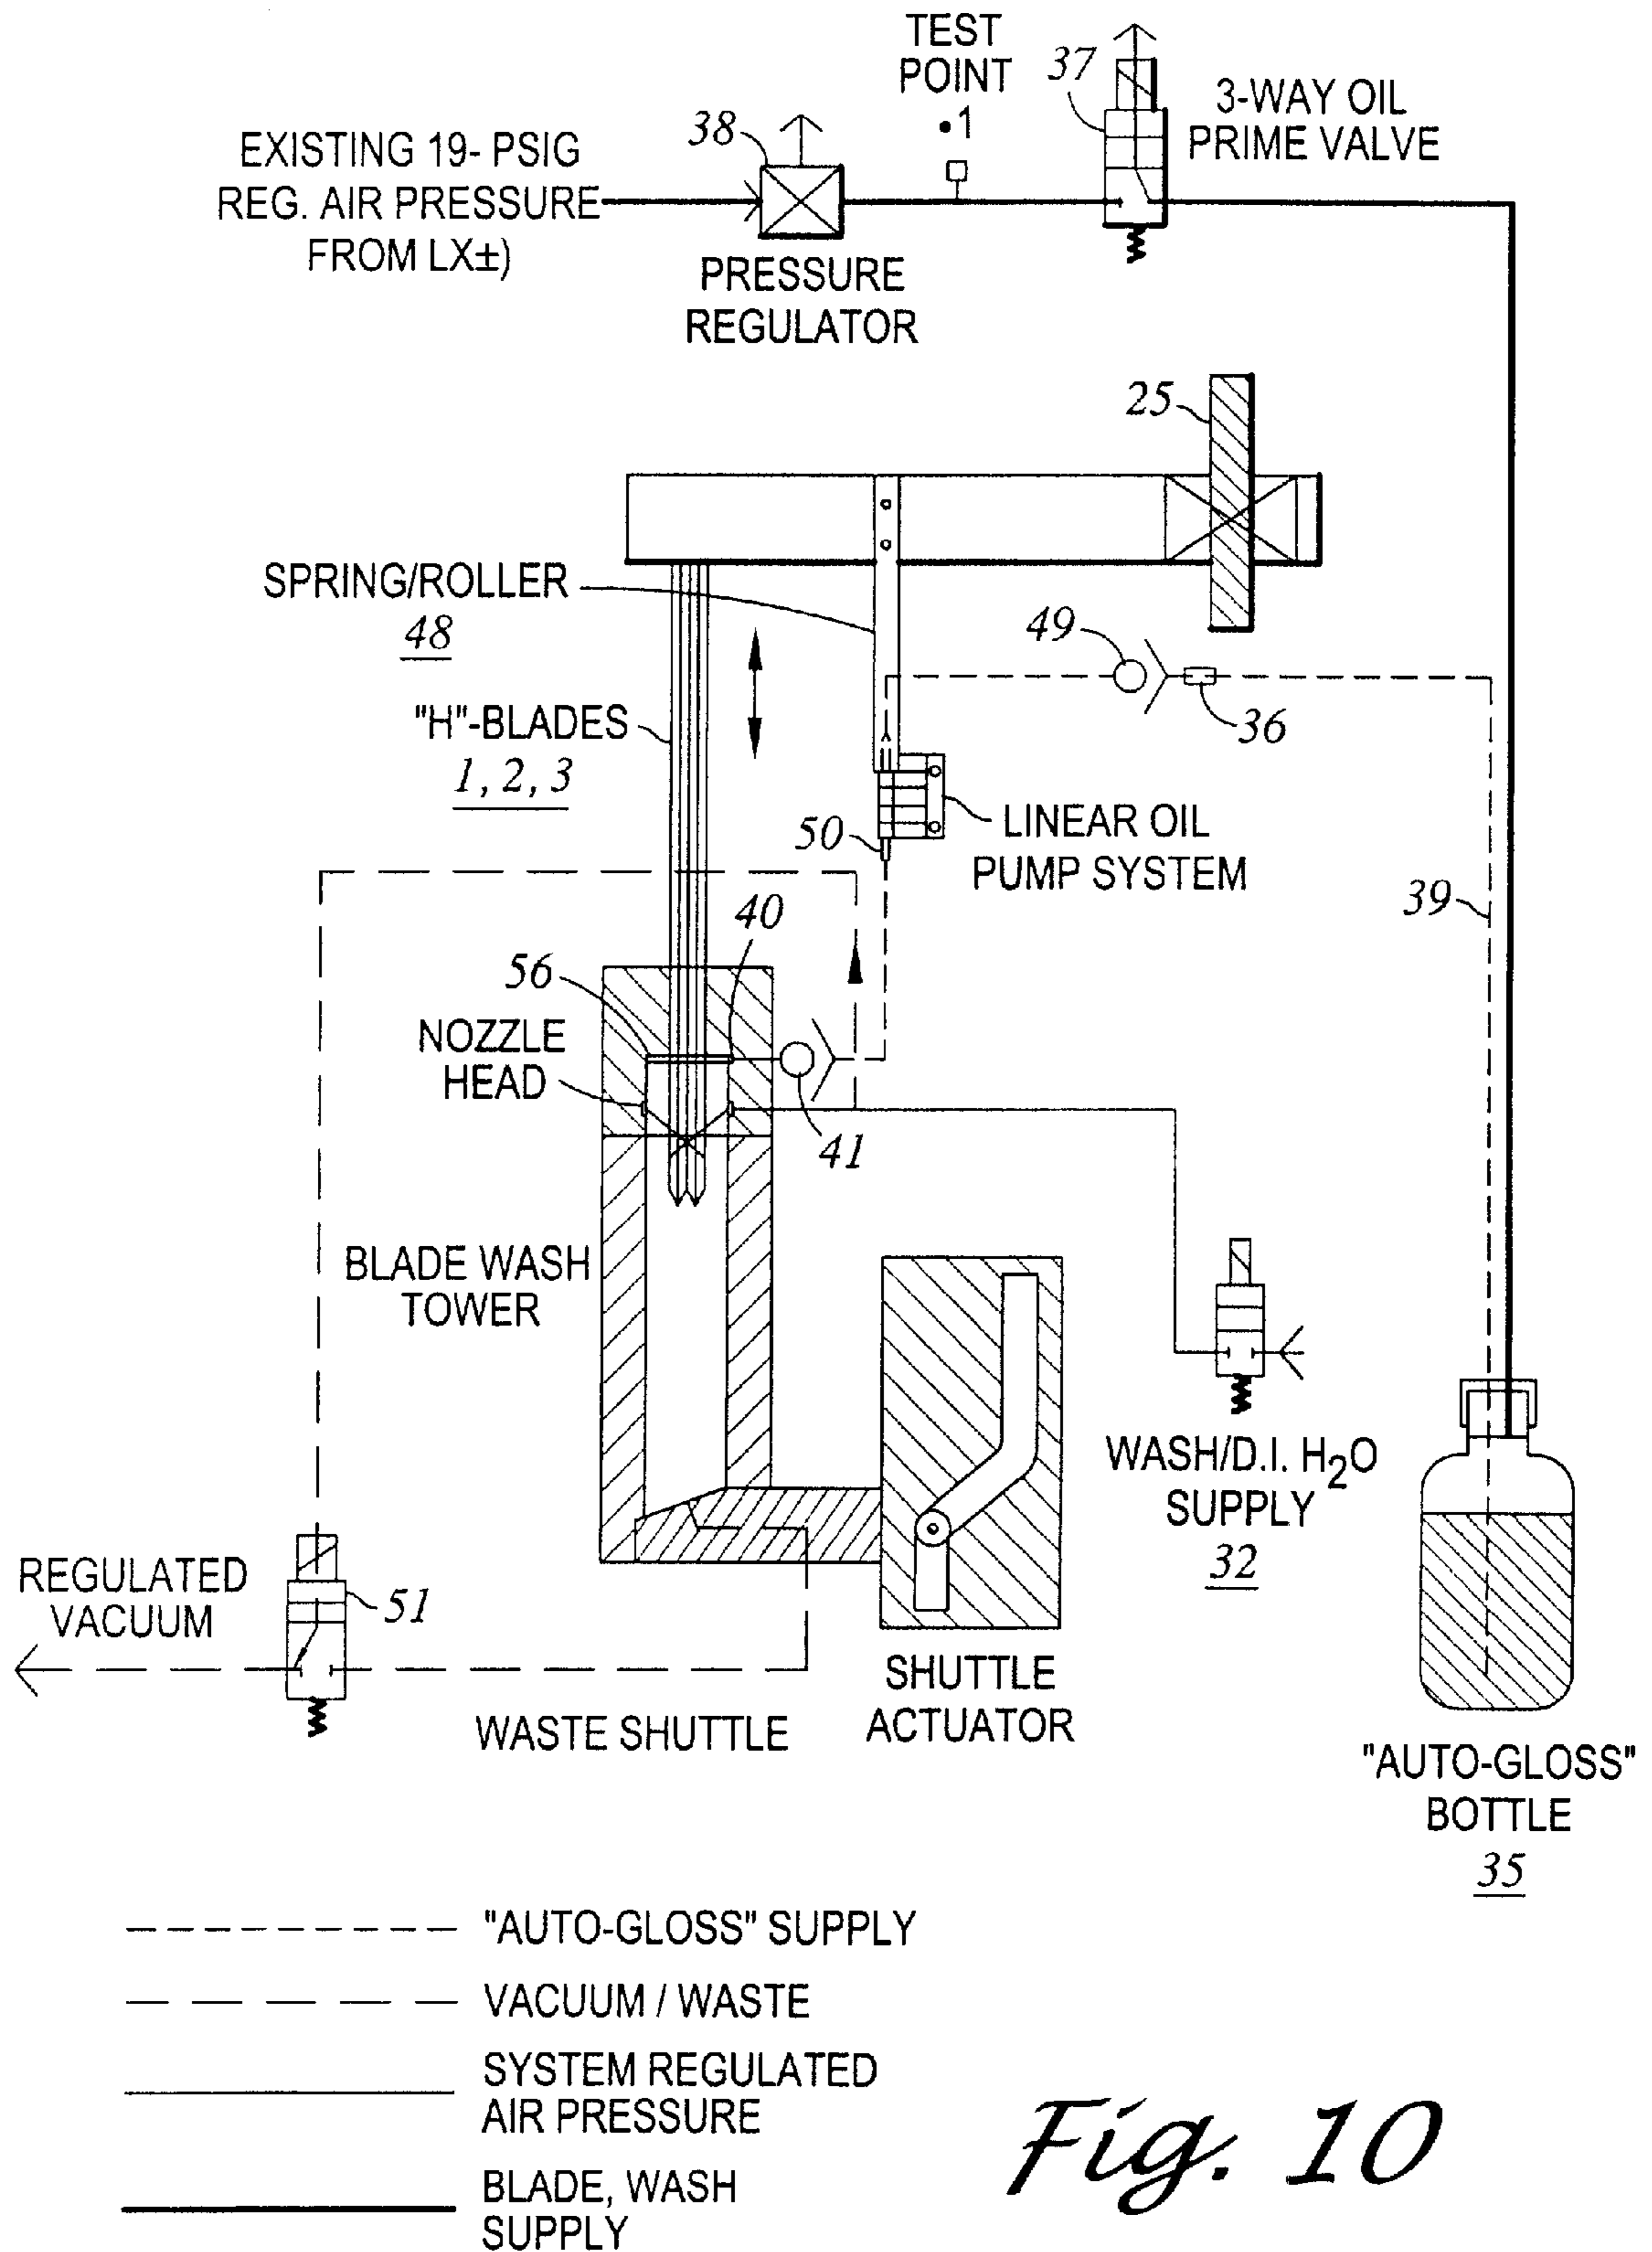 TEST
POINT
•1
37
3-WAY OIL
PRIME VALVE
38
EXISTING 19- PSIG
REG. AIR PRESSURE
FROM LX±)
PRESSURE
REGULATOR
25
SPRING/ROLLER
48
49
36
"H"-BLADES
1, 2, 3
50
LINEAR OIL
PUMP SYSTEM
39
40
56
NOZZLE
HEAD
41
BLADE WASH
TOWER
WASH/D.I. H₂O
SUPPLY
32
REGULATED
VACUUM
51
SHUTTLE
ACTUATOR
WASTE SHUTTLE
"AUTO-GLOSS"
BOTTLE
35
"AUTO-GLOSS" SUPPLY
VACUUM / WASTE
SYSTEM REGULATED
AIR PRESSURE
BLADE, WASH
SUPPLY
Fig. 10